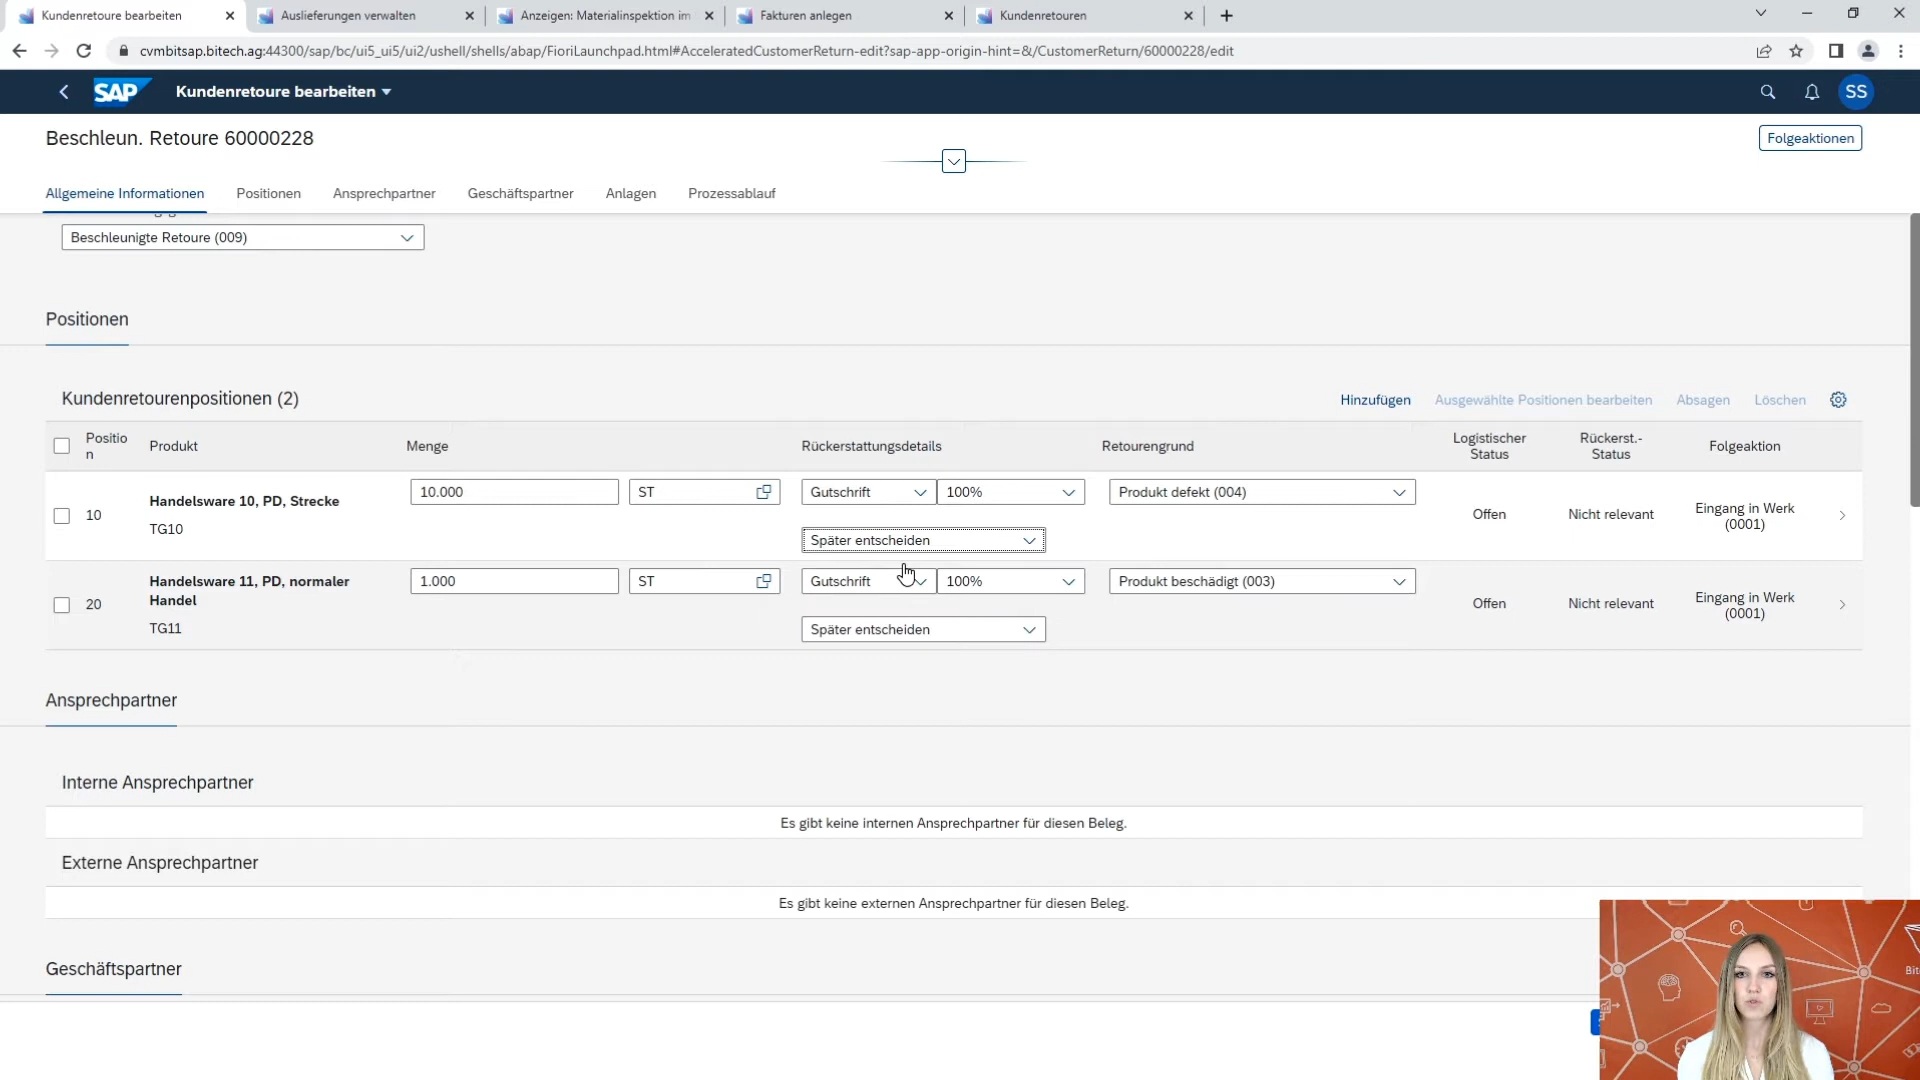 Kundenretoure bearbeiten
Auslieferungen verwalten
Anzeigen: Materialinspektion im
Fakturen anlegen
Kundenretouren
cvmbitsap.bitech.ag:44300/sap/bc/ui5_ui5/ui2/ushell/shells/abap/FioriLaunchpad.html#AcceleratedCustomerReturn-edit?sap-app-origin-hint=&/CustomerReturn/60000228/edit
SAP Kundenretoure bearbeiten
SS
Beschleun. Retoure 60000228
Folgeaktionen
Allgemeine Informationen Positionen Ansprechpartner Geschäftspartner Anlagen Prozessablauf
Beschleunigte Retoure (009)
Positionen
Kundenretourenpositionen (2)
Hinzufügen Ausgewählte Positionen bearbeiten Absagen Löschen
Positio
n
Produkt
Menge
Rückerstattungsdetails
Retourengrund
Logistischer
Status
Rückerst.-
Status
Folgeaktion
10
Handelsware 10, PD, Strecke
TG10
10.000
ST
Gutschrift
100%
Später entscheiden
Produkt defekt (004)
Offen
Nicht relevant
Eingang in Werk
(0001)
20
Handelsware 11, PD, normaler
Handel
TG11
1.000
ST
Gutschrift
100%
Später entscheiden
Produkt beschädigt (003)
Offen
Nicht relevant
Eingang in Werk
(0001)
Ansprechpartner
Interne Ansprechpartner
Es gibt keine internen Ansprechpartner für diesen Beleg.
Externe Ansprechpartner
Es gibt keine externen Ansprechpartner für diesen Beleg.
Geschäftspartner